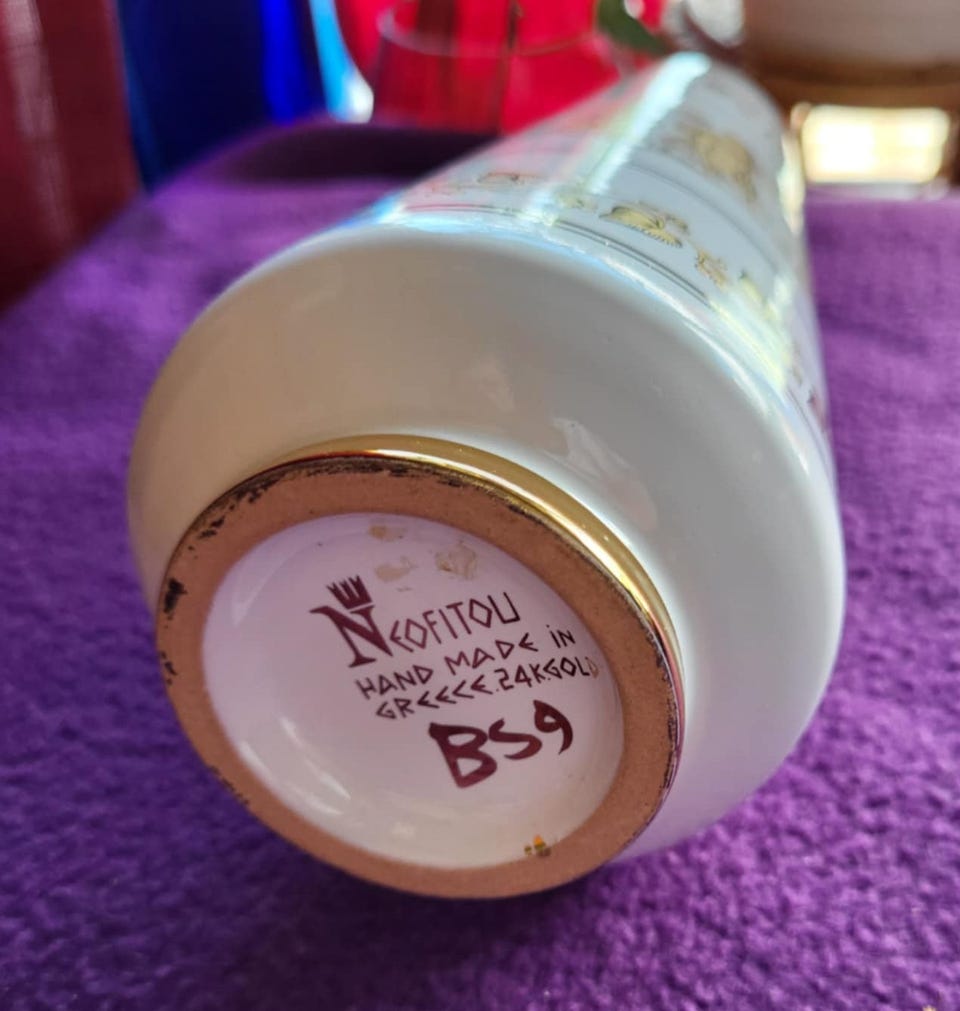 NEOFITOU
HAND MADE iN
GREECE.24K.GOLD
BS9